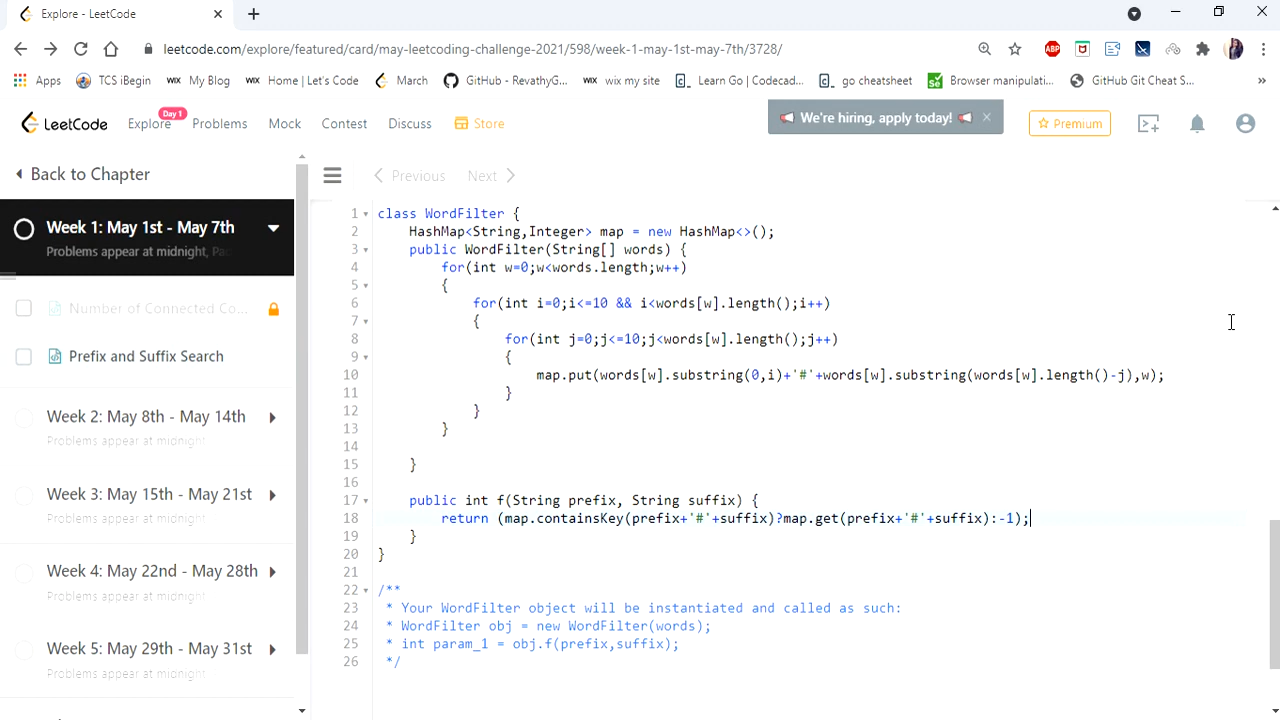 Explore - LeetCode
leetcode.com/explore/featured/card/may-leetcoding-challenge-2021/598/week-1-may-1st-may-7th/3728/
ABP
Apps TCS iBegin WIX My Blog WIX Home | Let's Code March GitHub - RevathyG... WIX wix my site Learn Go | Codecad... go cheatsheet Browser manipulati... GitHub Git Cheat S... »
LeetCode Explore Day 1 Problems Mock Contest Discuss Store We're hiring, apply today! Premium
Back to Chapter
Previous Next
Week 1: May 1st - May 7th
Problems appear at midnight,
Number of Connected Co...
Prefix and Suffix Search
Week 2: May 8th - May 14th
Problems appear at midnight
Week 3: May 15th - May 21st
Problems appear at midnight
Week 4: May 22nd - May 28th
Problems appear at midnight
Week 5: May 29th - May 31st
Problems appear at midnight
1 class WordFilter {
2 HashMap<String,Integer> map = new HashMap<>();
3 public WordFilter(String[] words) {
4 for(int w=0;w<words.length;w++)
5 {
6 for(int i=0;i<=10 && i<words[w].length();i++)
7 {
8 for(int j=0;j<=10;j<words[w].length();j++)
9 {
10 map.put(words[w].substring(0,i)+'#'+words[w].substring(words[w].length()-j),w);
11 }
12 }
13 }
14
15 }
16
17 public int f(String prefix, String suffix) {
18 return (map.containsKey(prefix+'#'+suffix)?map.get(prefix+'#'+suffix):-1);
19 }
20 }
21
22 /**
23 * Your WordFilter object will be instantiated and called as such:
24 * WordFilter obj = new WordFilter(words);
25 * int param_1 = obj.f(prefix,suffix);
26 */